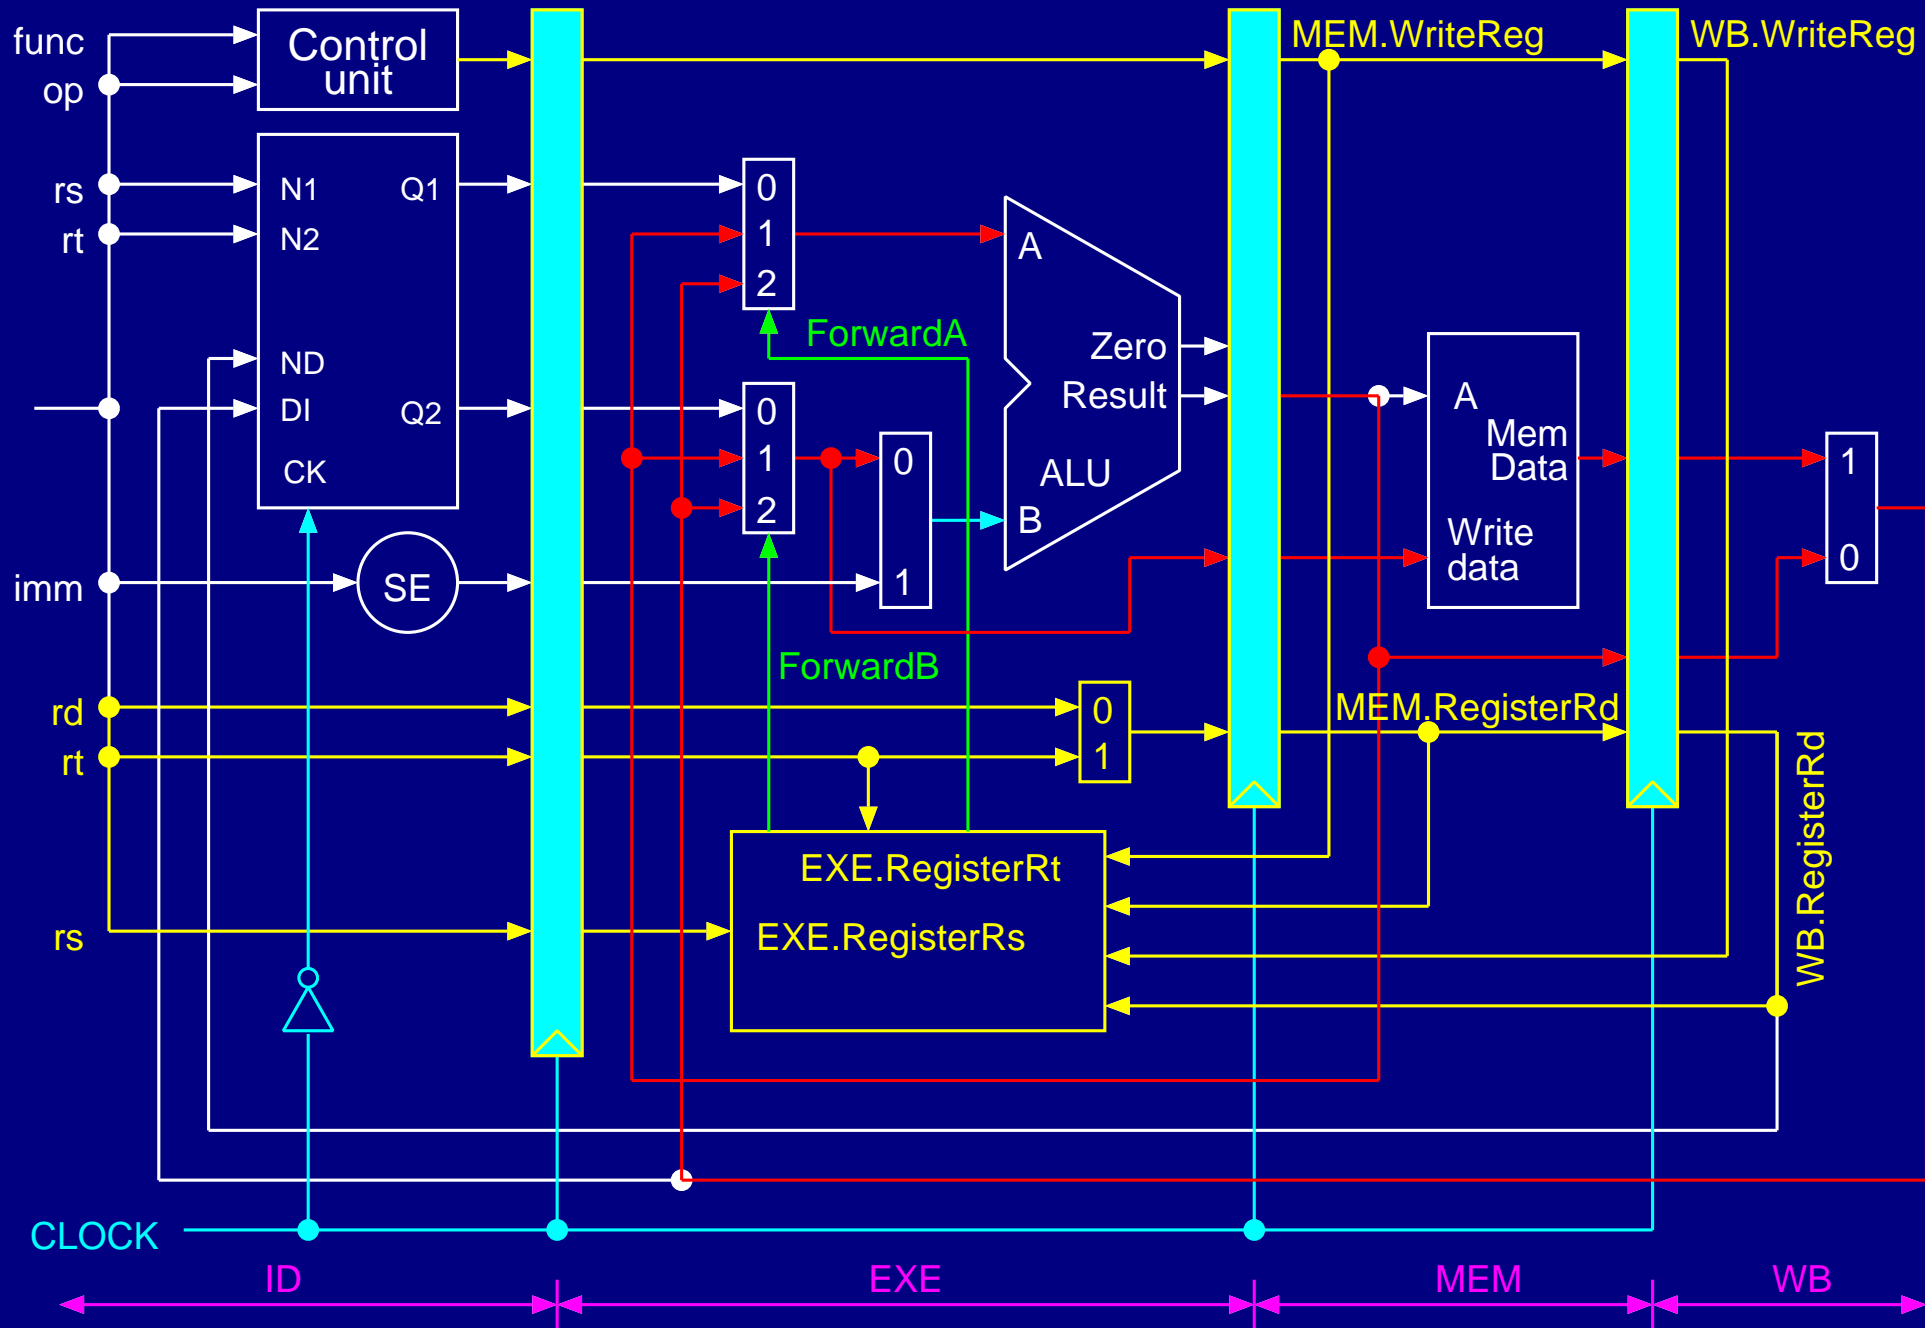 func
op
rs
rt
imm
rd
rt
rs
CLOCK
Control
unit
N1
N2
ND
DI
CK
Q1
Q2
SE
0
1
2
ForwardA
0
1
2
0
1
ForwardB
A
Zero
Result
ALU
B
0
1
EXE.RegisterRt
EXE.RegisterRs
MEM.WriteReg
A
Mem
Data
Write
data
MEM.RegisterRd
WB.WriteReg
1
0
WB.RegisterRd
ID
EXE
MEM
WB